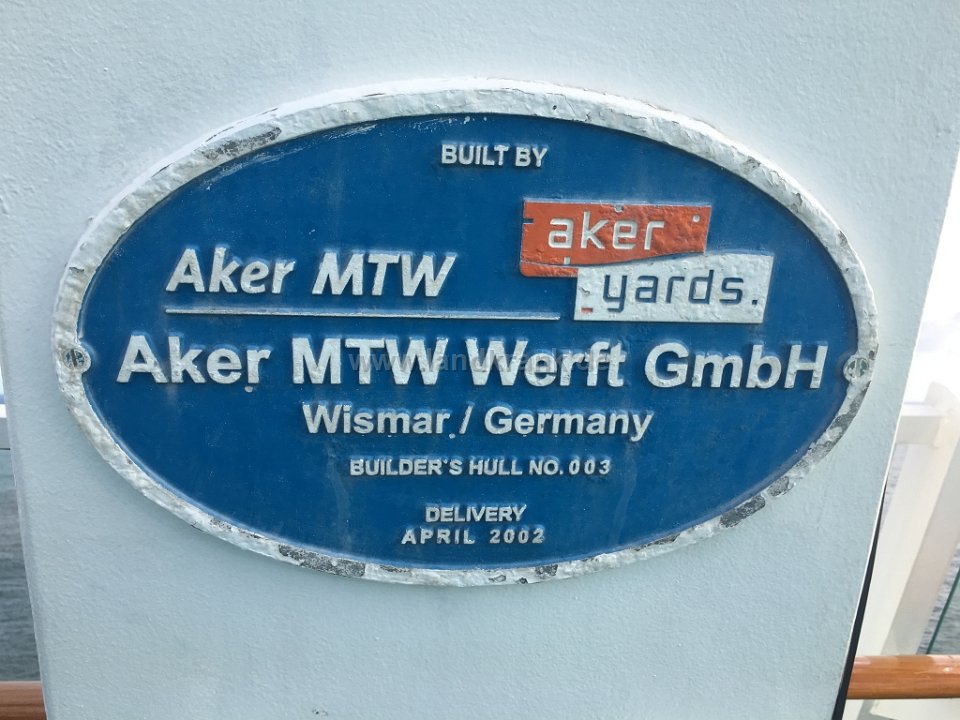 BUILT BY
aker
yards.
Aker MTW
Aker MTW Werft GmbH
Wismar / Germany
BUILDER'S HULL NO. 003
DELIVERY
APRIL 2002